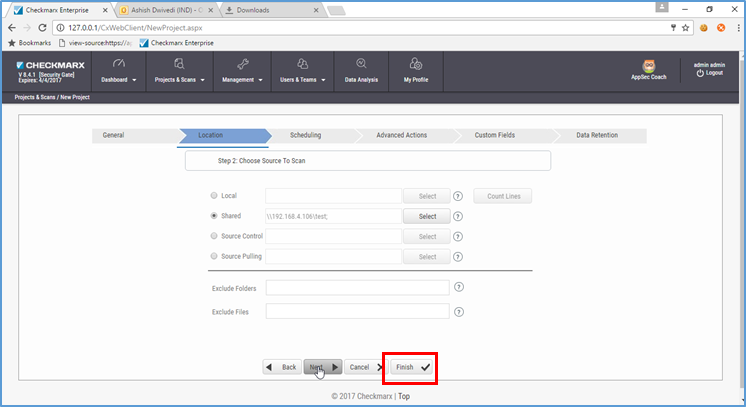 Checkmarx Enterprise
Ashish Dwivedi (IND) - C
Downloads
127.0.0.1/CxWebClient/NewProject.aspx
Bookmarks view-source:https://a Checkmarx Enterprise
CHECKMARX
V 8.4.1 [Security Gate]
Expires: 4/4/2017
Dashboard
Projects & Scans
Management
Users & Teams
Data Analysis
My Profile
AppSec Coach
admin admin
Logout
Projects & Scans / New Project
General Location Scheduling Advanced Actions Custom Fields Data Retention
Step 2: Choose Source To Scan
Local Select ? Count Lines
Shared \\192.168.4.106\test; Select ?
Source Control Select ?
Source Pulling Select ?
Exclude Folders ?
Exclude Files ?
Back Next Cancel Finish
© 2017 Checkmarx | Top